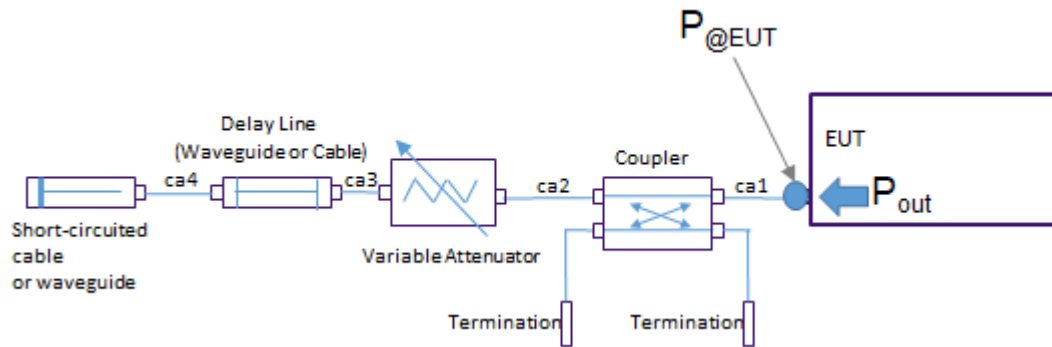 P@EUT
Delay Line
(Waveguide or Cable)
Coupler
EUT
ca4
ca3
ca2
ca1
Pout
Short-circuited
cable
or waveguide
Variable Attenuator
Termination
Termination